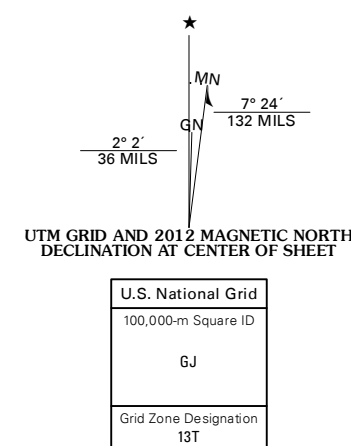 ★
MN
7° 24´
132 MILS
GN
2° 2´
36 MILS
UTM GRID AND 2012 MAGNETIC NORTH
DECLINATION AT CENTER OF SHEET
U.S. National Grid
100,000-m Square ID
GJ
Grid Zone Designation
13T